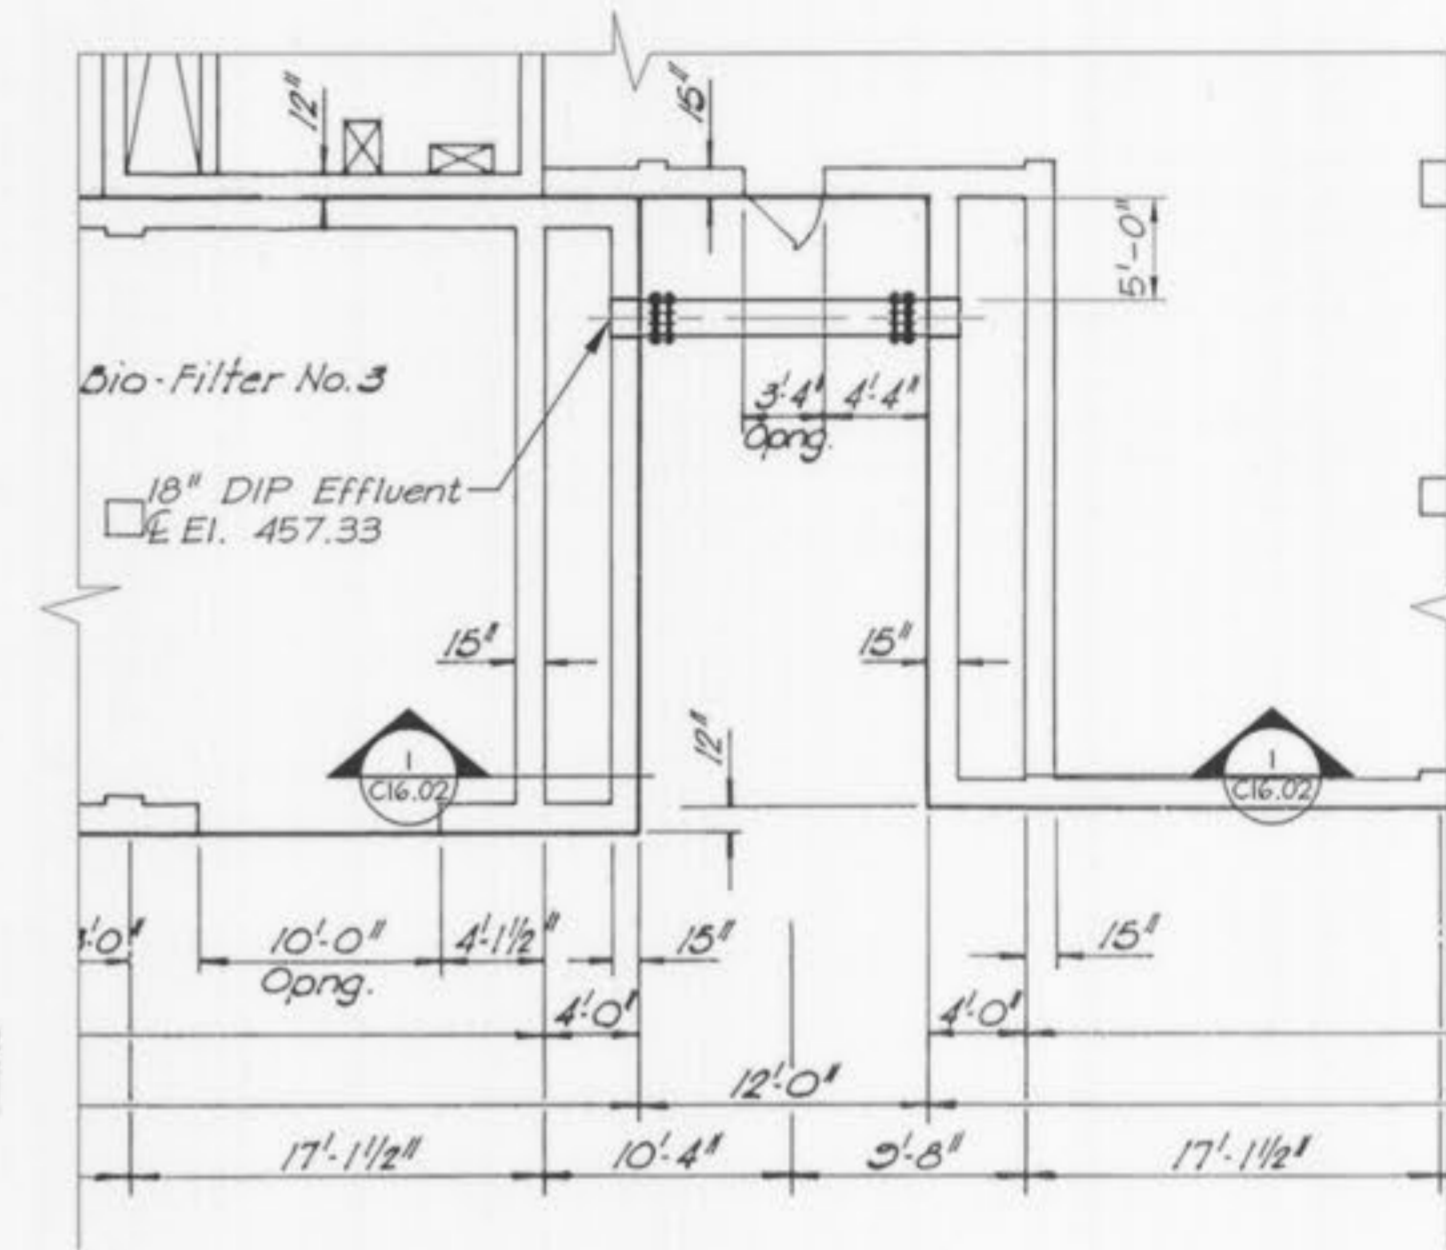 12"
15"
5'-0"
Bio-Filter No.3
3'-4" 4'-4"
Opng.
18" DIP Effluent
℄ El. 457.33
15" 15"
12"
1
C16.02
1
C16.02
10'-0" 4'-1½" 15" 15"
Opng.
4'-0" 4'-0"
12'-0"
17'-1½" 10'-4" 9'-8" 17'-1½"